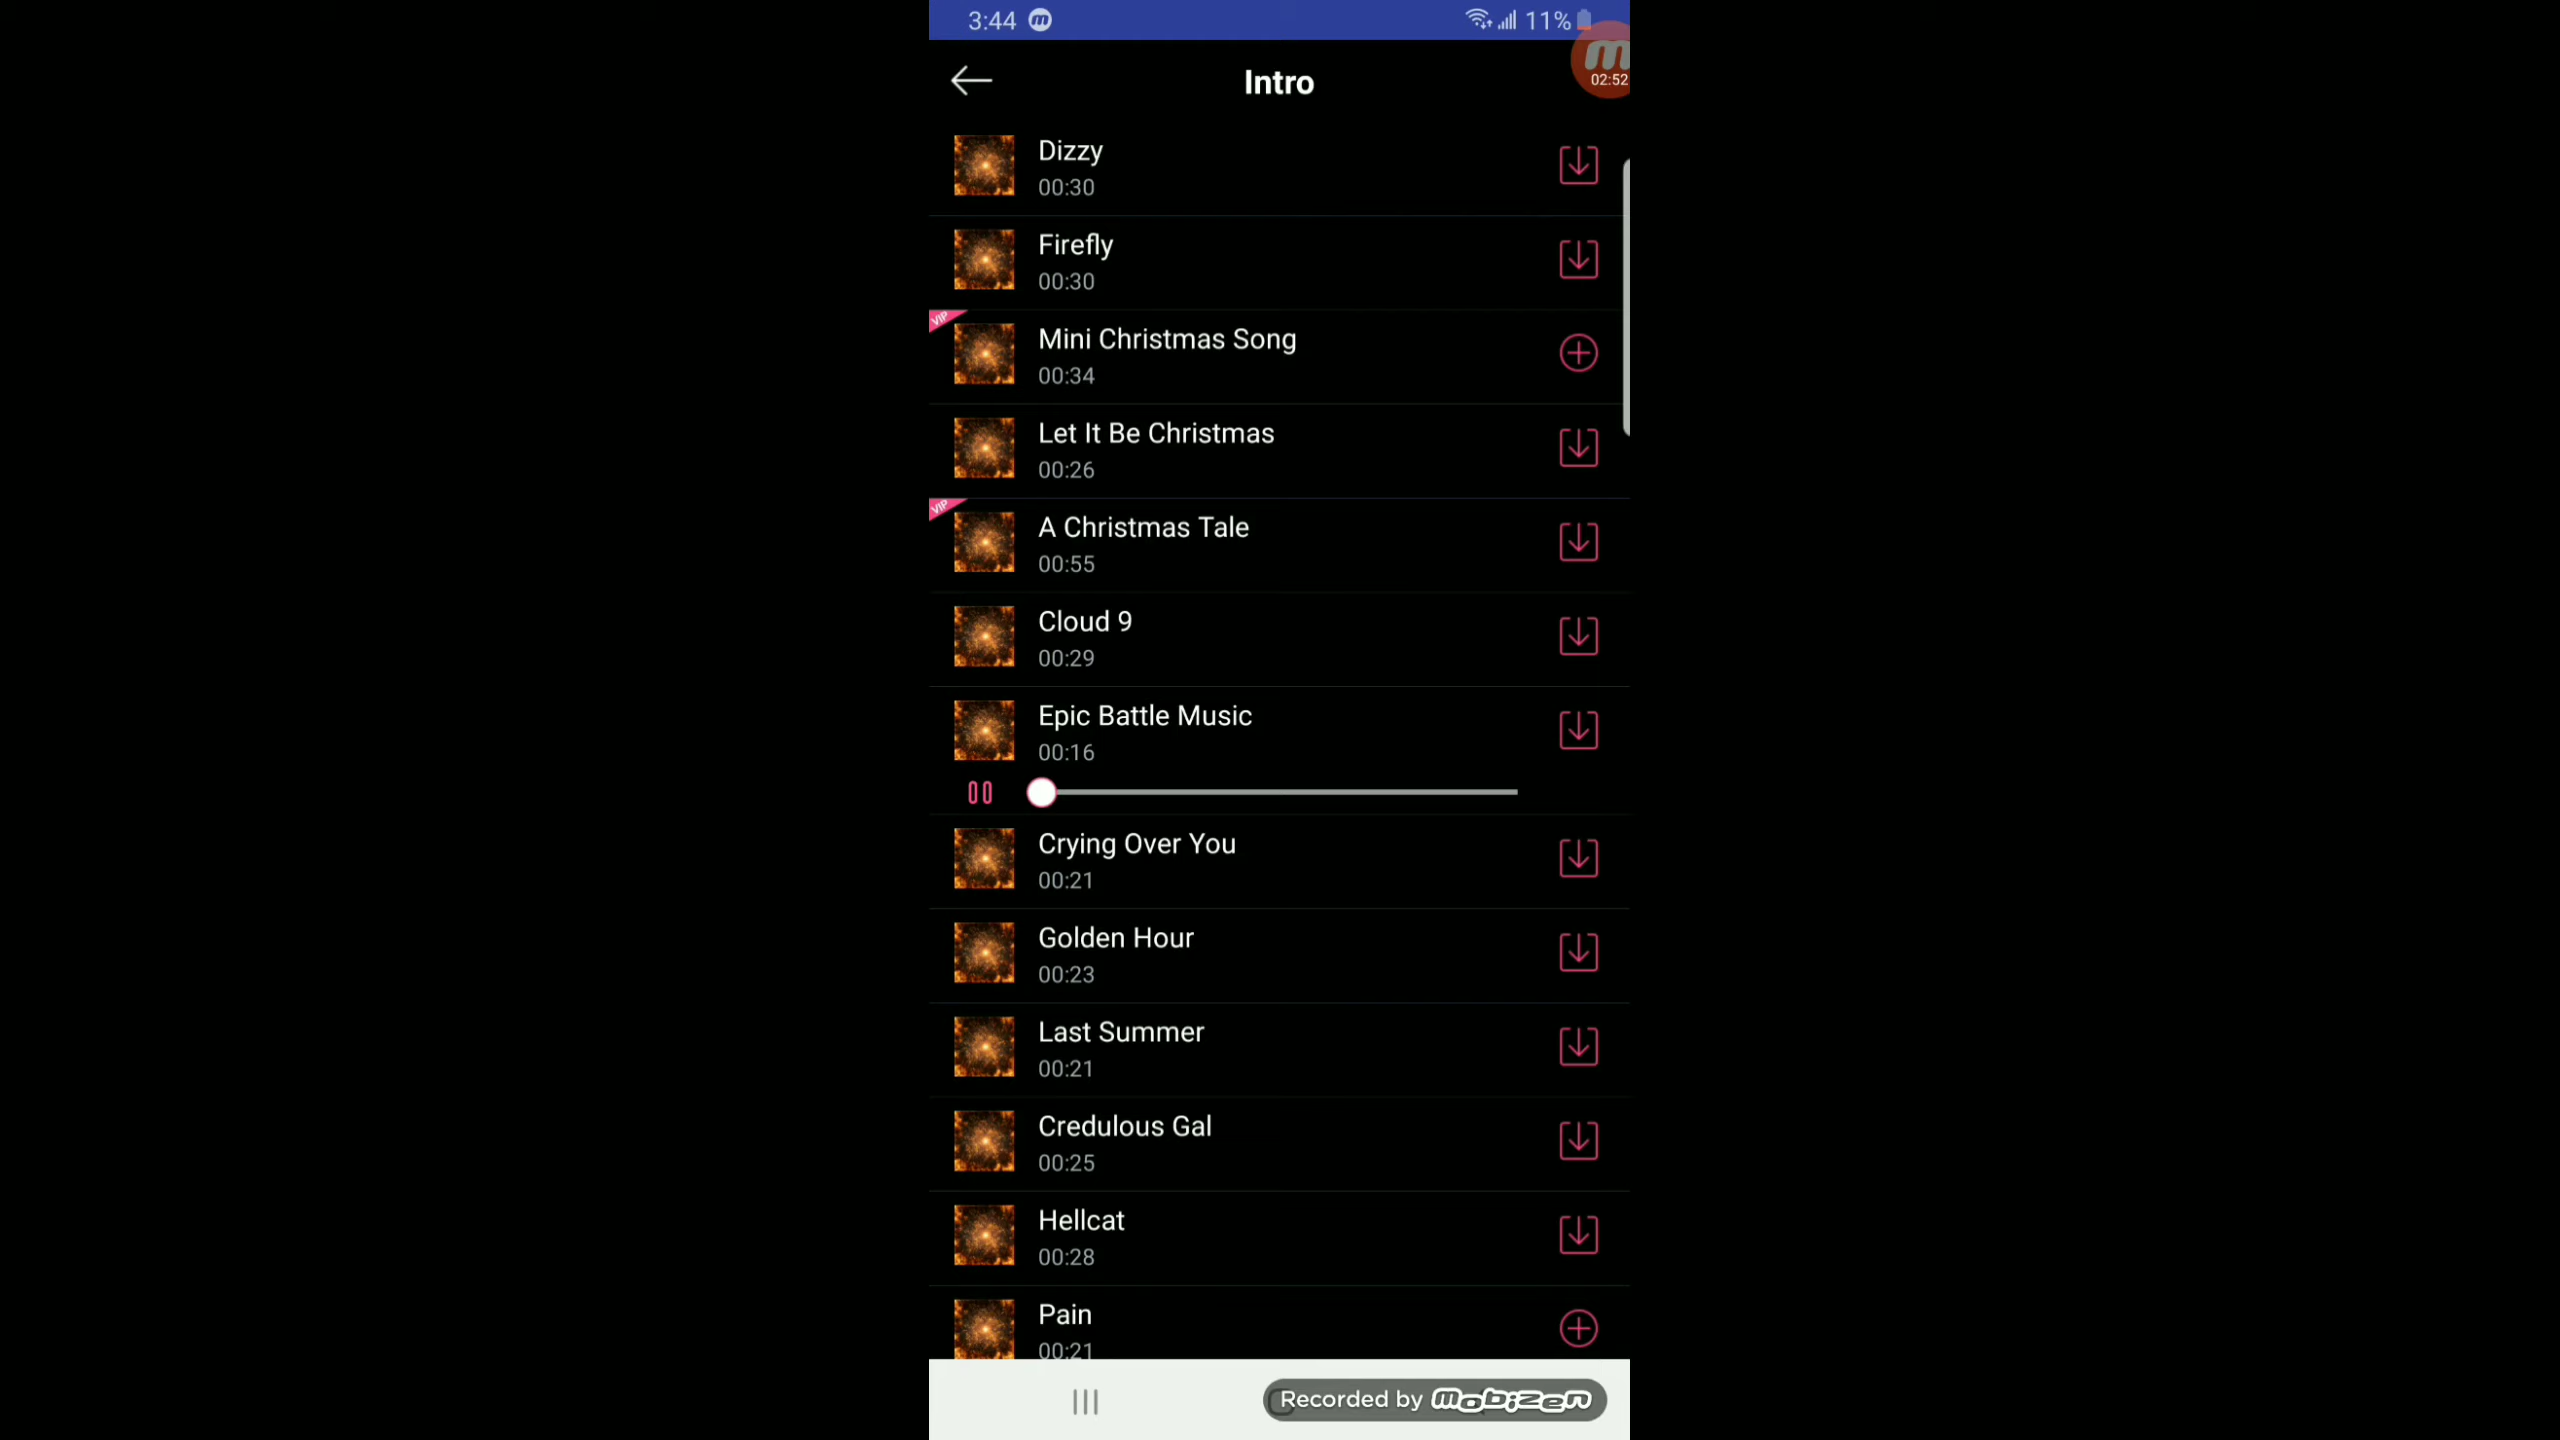 3:44 m 11%
Intro
m
02:52
Dizzy
00:30
Firefly
00:30
VIP
Mini Christmas Song
00:34
Let It Be Christmas
00:26
VIP
A Christmas Tale
00:55
Cloud 9
00:29
Epic Battle Music
00:16
Crying Over You
00:21
Golden Hour
00:23
Last Summer
00:21
Credulous Gal
00:25
Hellcat
00:28
Pain
00:21
Recorded by mobizen